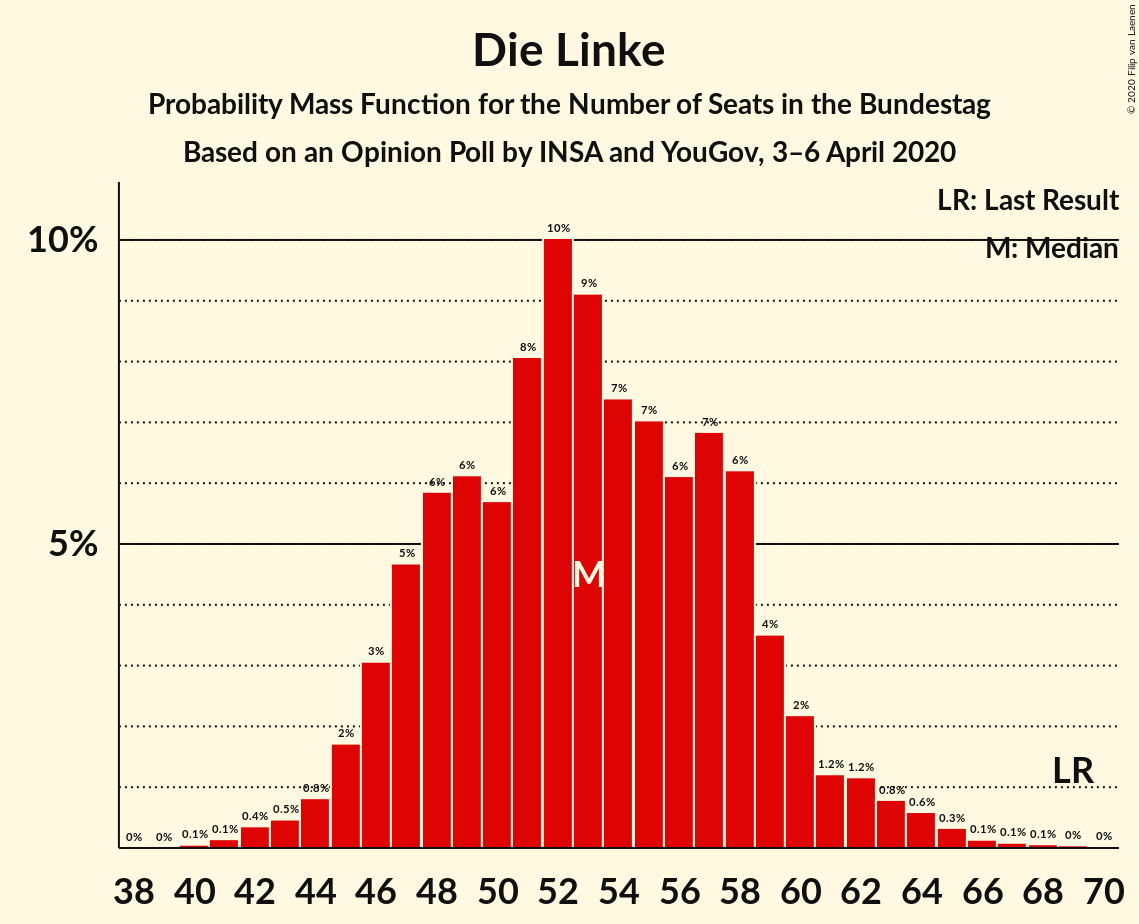 Die Linke
Probability Mass Function for the Number of Seats in the Bundestag
Based on an Opinion Poll by INSA and YouGov, 3–6 April 2020
© 2020 Filip van Laenen
LR: Last Result
M: Median
10%
5%
0% 0% 0.1% 0.1% 0.4% 0.5% 0.8% 2% 3% 5% 6% 6% 6% 8% 10% 9% 7% 7% 6% 7% 6% 4% 2% 1.2% 1.2% 0.8% 0.6% 0.3% 0.1% 0.1% 0.1% 0% 0%
M
LR
38 40 42 44 46 48 50 52 54 56 58 60 62 64 66 68 70